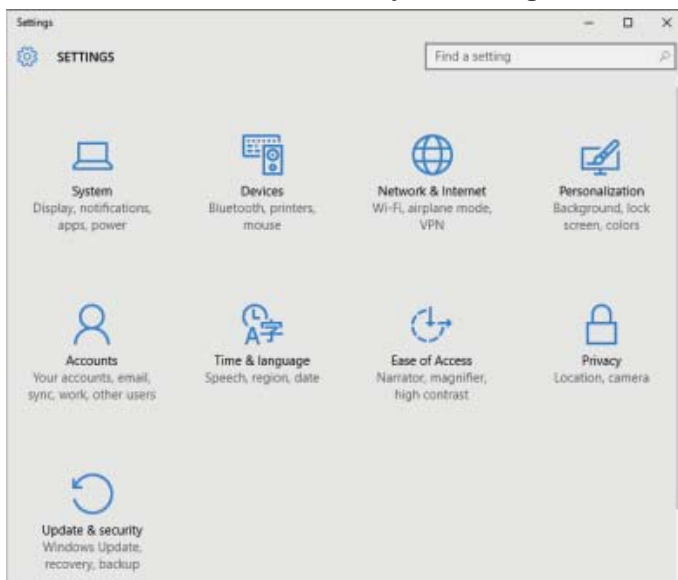 Settings
SETTINGS
Find a setting
System
Display, notifications,
apps, power
Devices
Bluetooth, printers,
mouse
Network & Internet
Wi-Fi, airplane mode,
VPN
Personalization
Background, lock
screen, colors
Accounts
Your accounts, email,
sync, work, other users
Time & language
Speech, region, date
Ease of Access
Narrator, magnifier,
high contrast
Privacy
Location, camera
Update & security
Windows Update,
recovery, backup